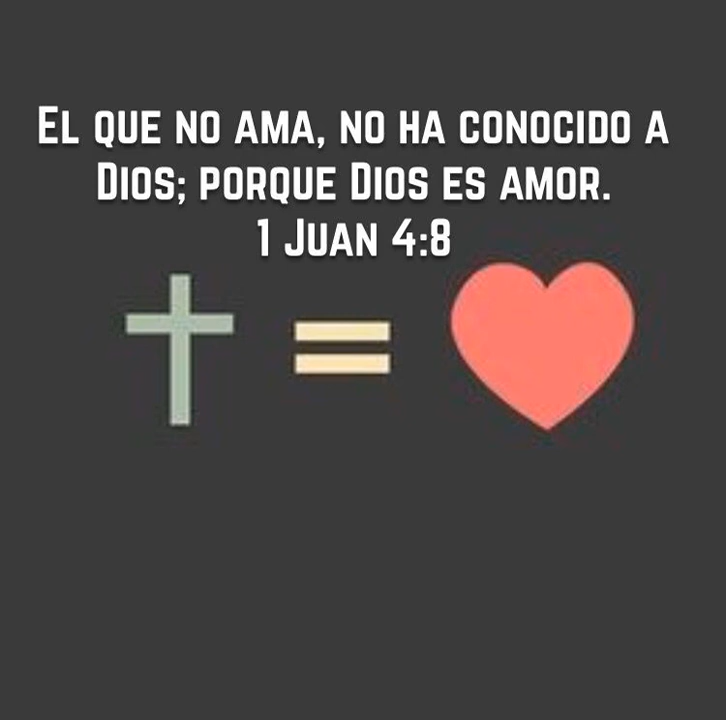 El que no ama, no ha conocido a
Dios; porque Dios es amor.
1 Juan 4:8